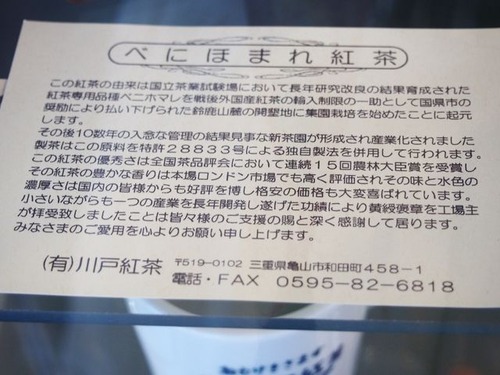 べにほまれ紅茶
この紅茶の由来は国立茶業試験場において長年研究改良の結果育成された
紅茶専用品種ベニホマレを戦後外国産紅茶の輸入制限の一助として国県市の
奨励により払い下げられた鈴鹿山麓の開墾地に集園栽培を始めたことに起元
します。
その後10数年の入念な管理の結果見事な新茶園が形成され産業化されました
製茶はこの原料を特許28833号による独自製法を併用して行われます。
この紅茶の優秀さは全国茶品評会において連続15回農林大臣賞を受賞し
その紅茶の豊かな香りは本場ロンドン市場でも高く評価されその味と水色の
濃厚さは国内の皆様からも好評を博し格安の価格も大変喜ばれています。
小さいながらも一つの産業を長年開発し遂げた功績により黄綬褒章を工場主
が拝受致しましたことは皆々様のご支援の賜と深く感謝して居ります。
みなさまのご愛用を心よりお願い申し上げます。
(有)川戸紅茶 〒519-0102 三重県亀山市和田町458-1
電話・FAX 0595-82-6818